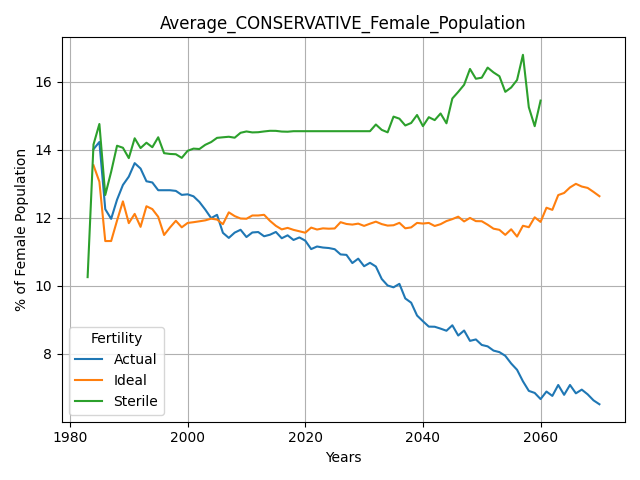 Average_CONSERVATIVE_Female_Population
% of Female Population
16
14
12
10
8
Fertility
Actual
Ideal
Sterile
1980
2000
2020
2040
2060
Years